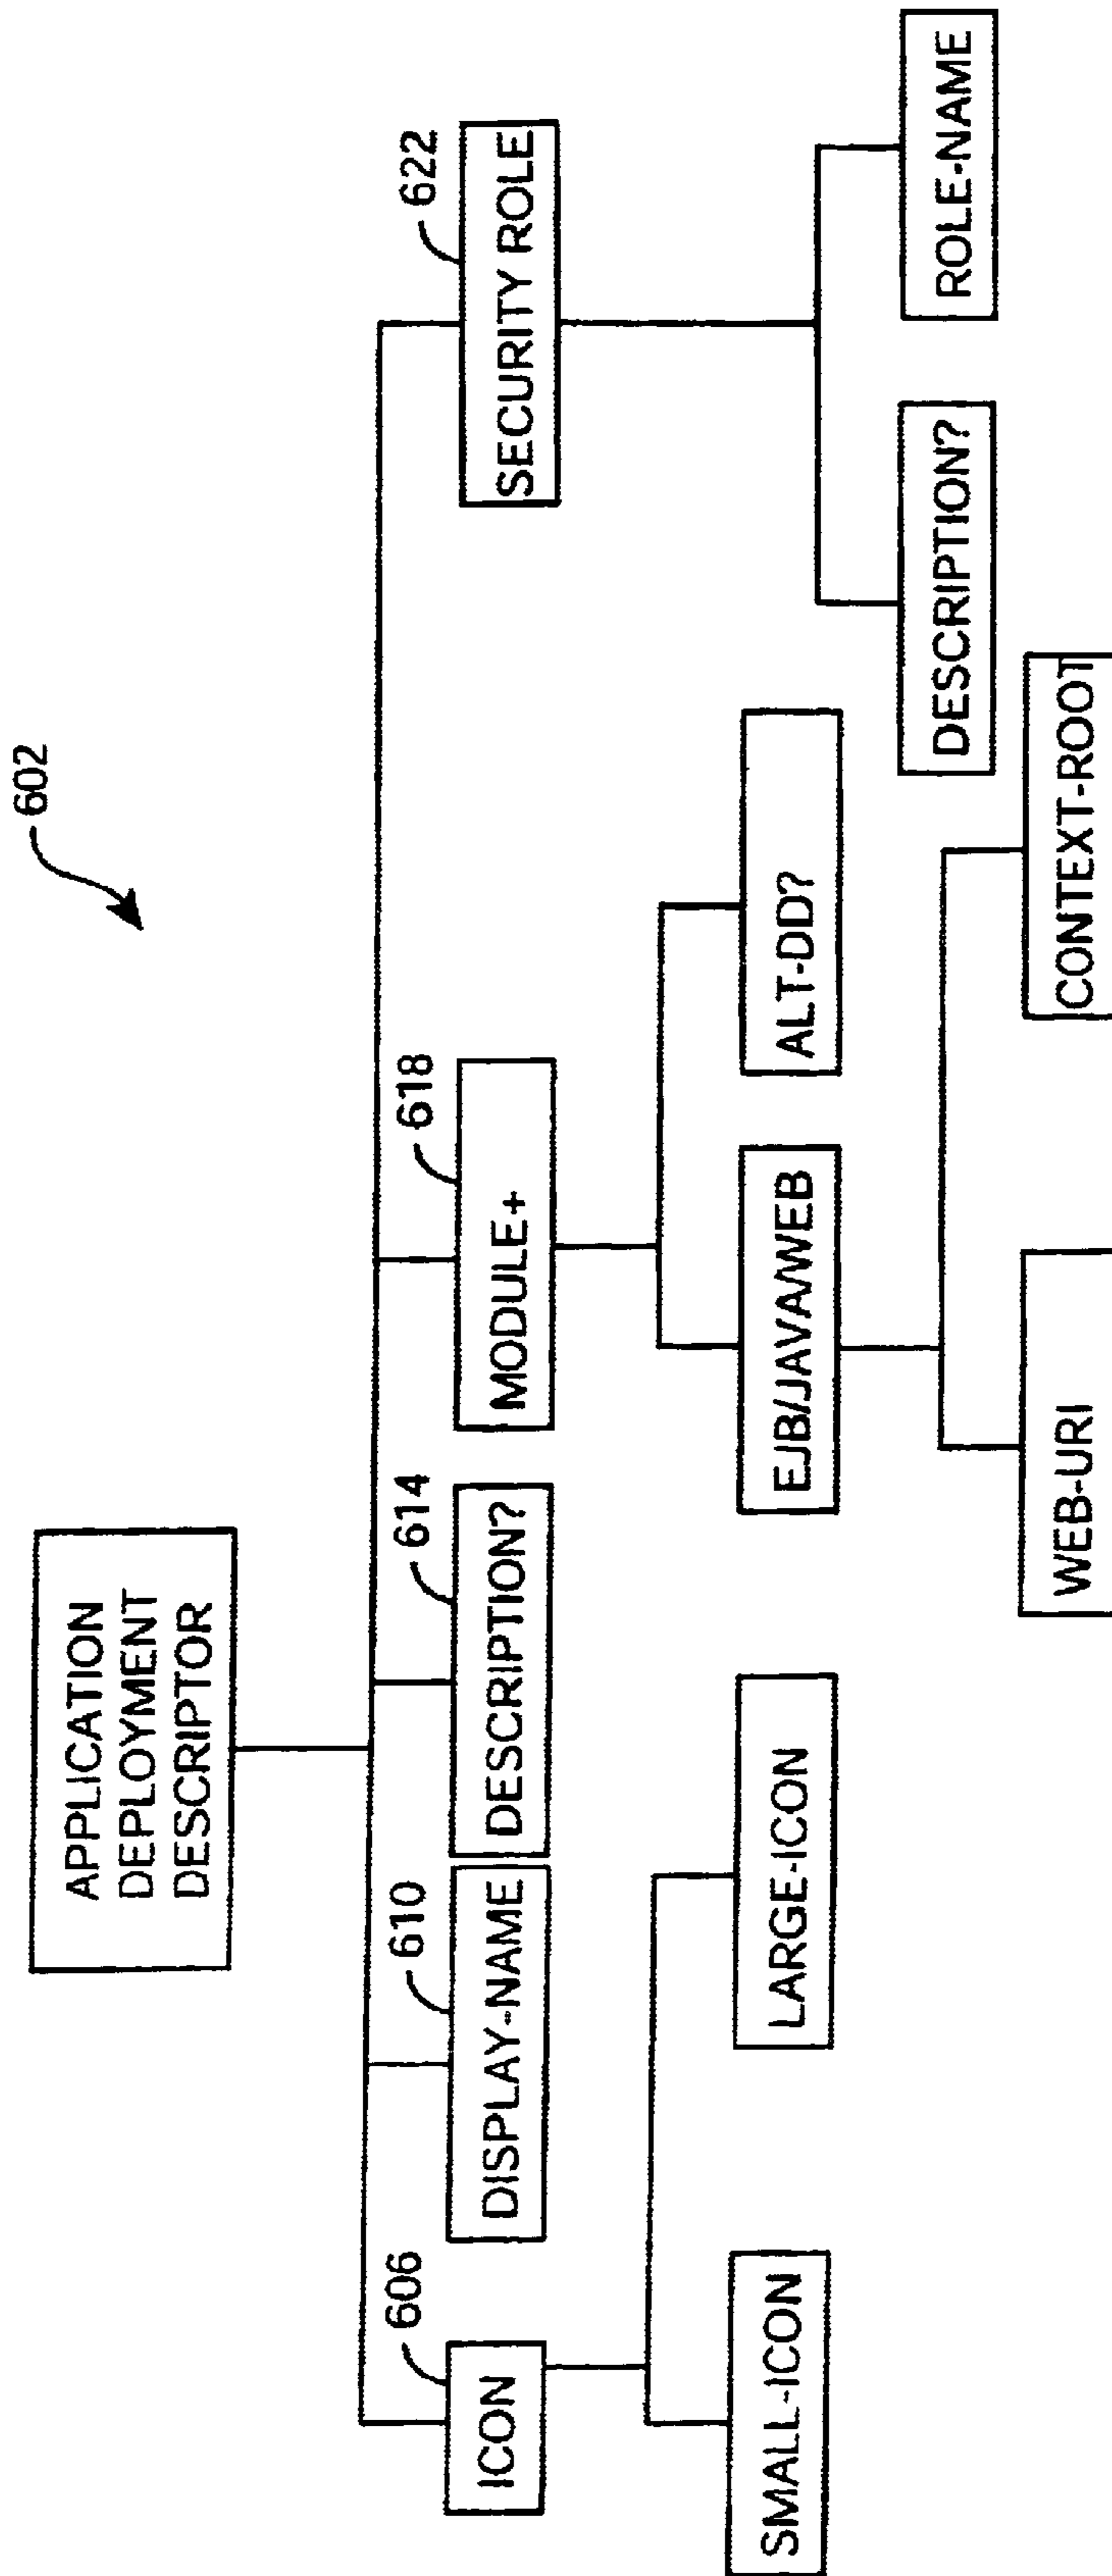 602
APPLICATION
DEPLOYMENT
DESCRIPTOR
606
610
614
618
622
ICON
DISPLAY-NAME
DESCRIPTION?
MODULE+
SECURITY ROLE
SMALL-ICON
LARGE-ICON
EJB/JAVA/WEB
ALT-DD?
DESCRIPTION?
ROLE-NAME
WEB-URI
CONTEXT-ROOT